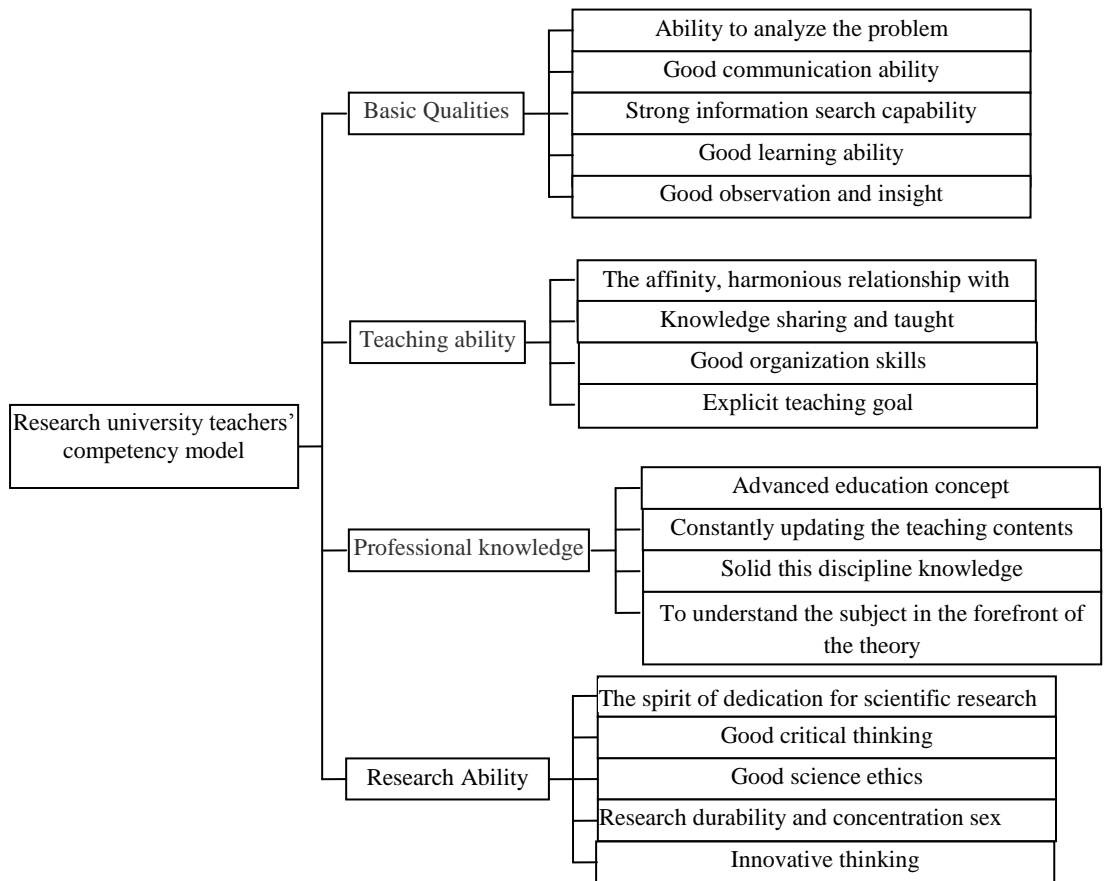 Research university teachers’
competency model
Basic Qualities
Ability to analyze the problem
Good communication ability
Strong information search capability
Good learning ability
Good observation and insight
Teaching ability
The affinity, harmonious relationship with
Knowledge sharing and taught
Good organization skills
Explicit teaching goal
Professional knowledge
Advanced education concept
Constantly updating the teaching contents
Solid this discipline knowledge
To understand the subject in the forefront of
the theory
Research Ability
The spirit of dedication for scientific research
Good critical thinking
Good science ethics
Research durability and concentration sex
Innovative thinking